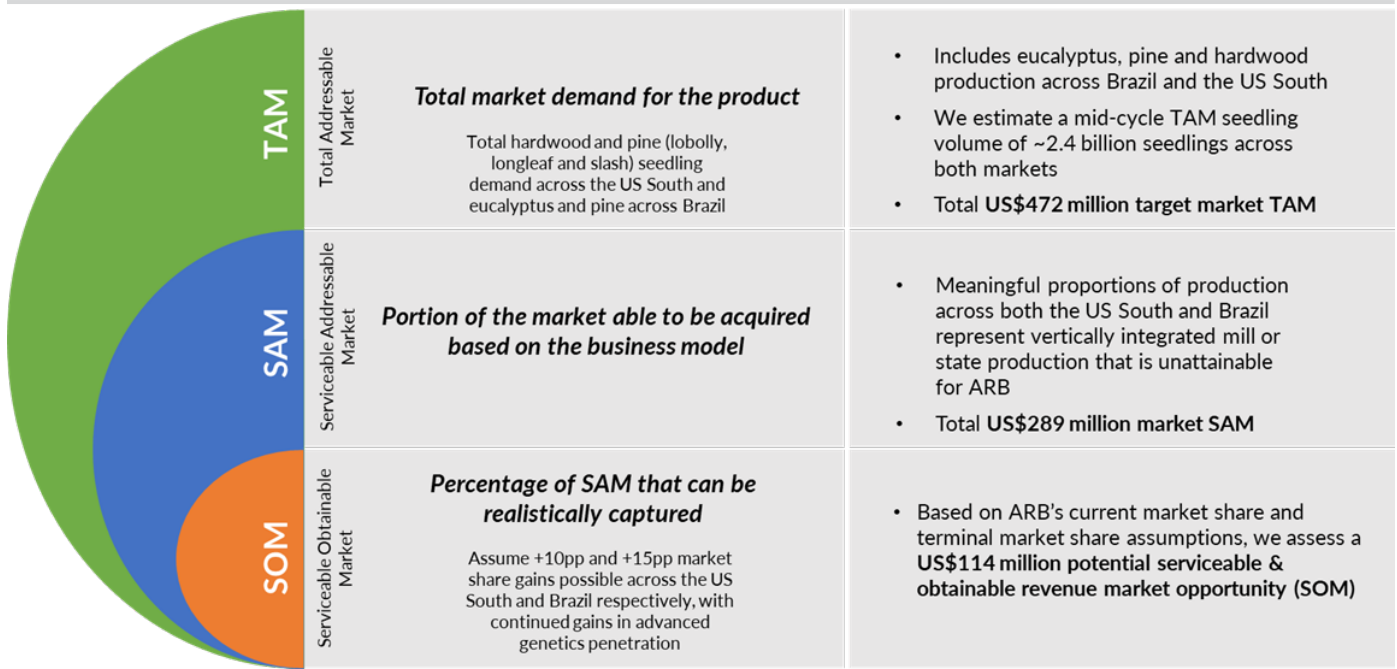 TAM
Total Addressable
Market
Total market demand for the product
Total hardwood and pine (lobolly,
longleaf and slash) seedling
demand across the US South and
eucalyptus and pine across Brazil
• Includes eucalyptus, pine and hardwood
production across Brazil and the US South
• We estimate a mid-cycle TAM seedling
volume of ~2.4 billion seedlings across
both markets
• Total US$472 million target market TAM
SAM
Serviceable Addressable
Market
Portion of the market able to be acquired
based on the business model
• Meaningful proportions of production
across both the US South and Brazil
represent vertically integrated mill or
state production that is unattainable
for ARB
• Total US$289 million market SAM
SOM
Serviceable Obtainable
Market
Percentage of SAM that can be
realistically captured
Assume +10pp and +15pp market
share gains possible across the US
South and Brazil respectively, with
continued gains in advanced
genetics penetration
• Based on ARB's current market share and
terminal market share assumptions, we assess a
US$114 million potential serviceable &
obtainable revenue market opportunity (SOM)